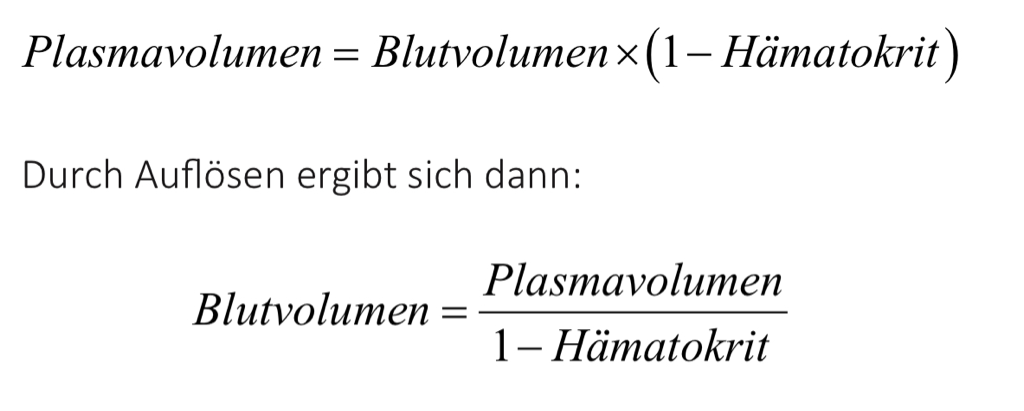 Plasmavolumen = Blutvolumen × (1 − Hämatokrit)
Durch Auflösen ergibt sich dann:
Blutvolumen = Plasmavolumen
1 − Hämatokrit